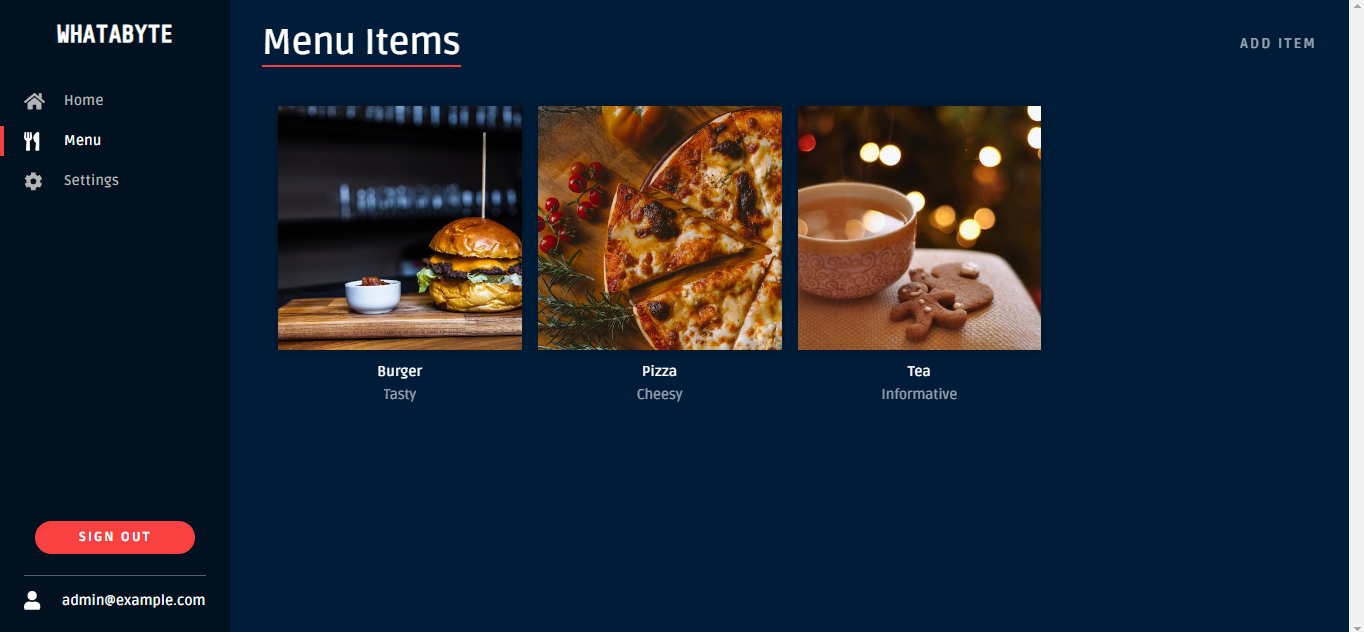 WHATABYTE
Home
Menu
Settings
SIGN OUT
admin@example.com
Menu Items
ADD ITEM
Burger
Tasty
Pizza
Cheesy
Tea
Informative